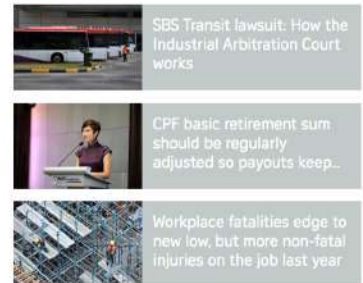 SBS Transit lawsuit: How the
Industrial Arbitration Court
works
CPF basic retirement sum
should be regularly
adjusted so payouts keep...
Workplace fatalities edge to
new low, but more non-fatal
injuries on the job last year